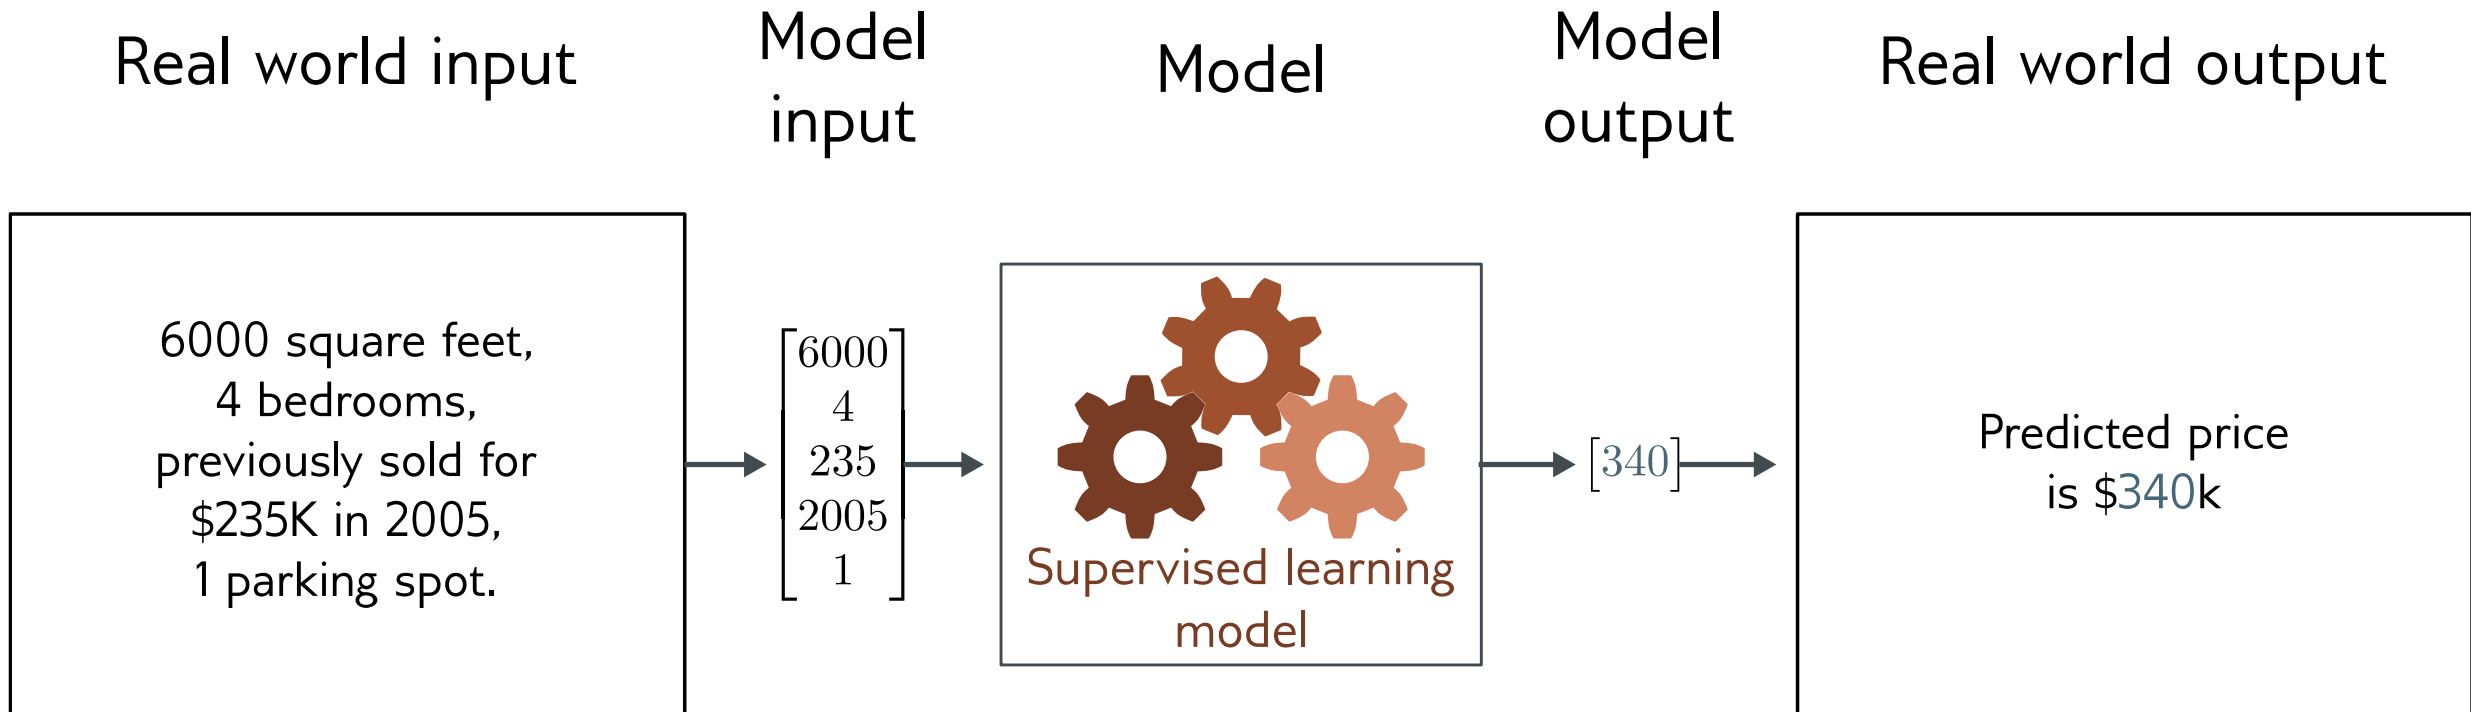 Real world input
Model
input
Model
Model
output
Real world output
6000 square feet,
4 bedrooms,
previously sold for
$235K in 2005,
1 parking spot.
6000
4
235
2005
1
Supervised learning
model
[340]
Predicted price
is $340k